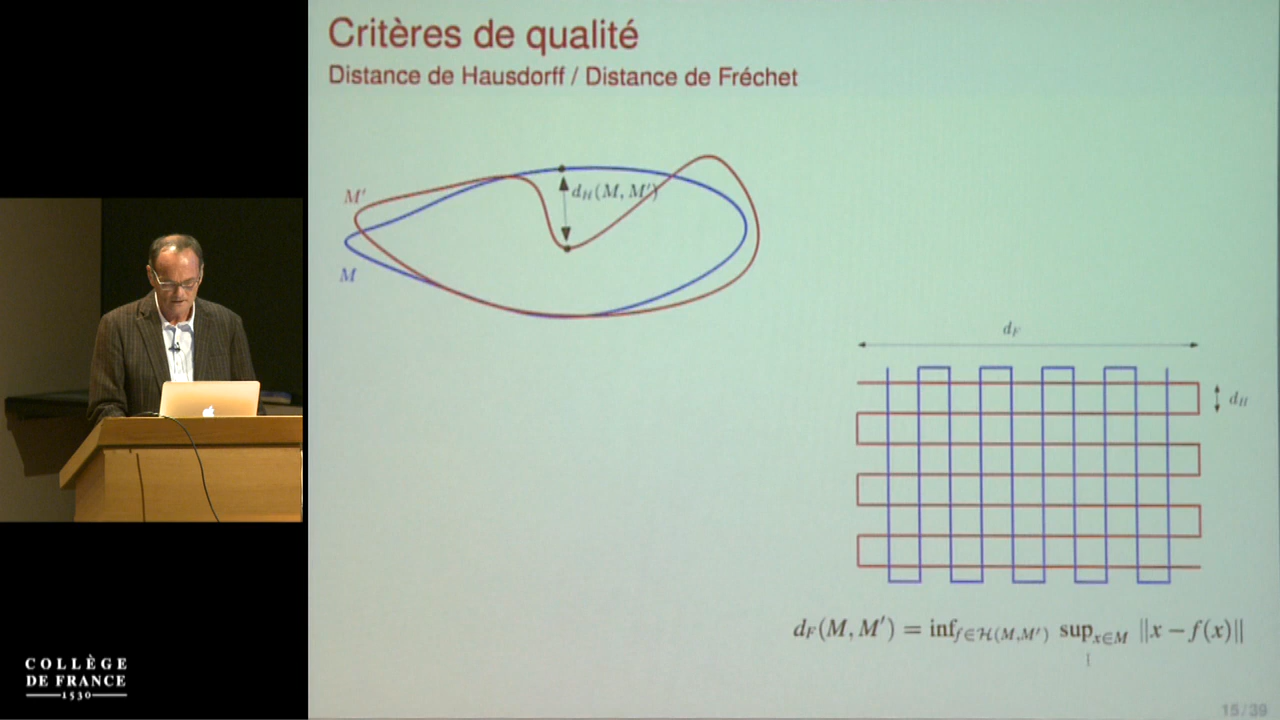 Critères de qualité
Distance de Hausdorff / Distance de Fréchet
M'
d_H(M, M')
M
d_F
d_H
d_F(M, M') = inf_{f∈ℋ(M,M')} sup_{x∈M} ||x − f(x)||
COLLÈGE
DE FRANCE
1530
15/39